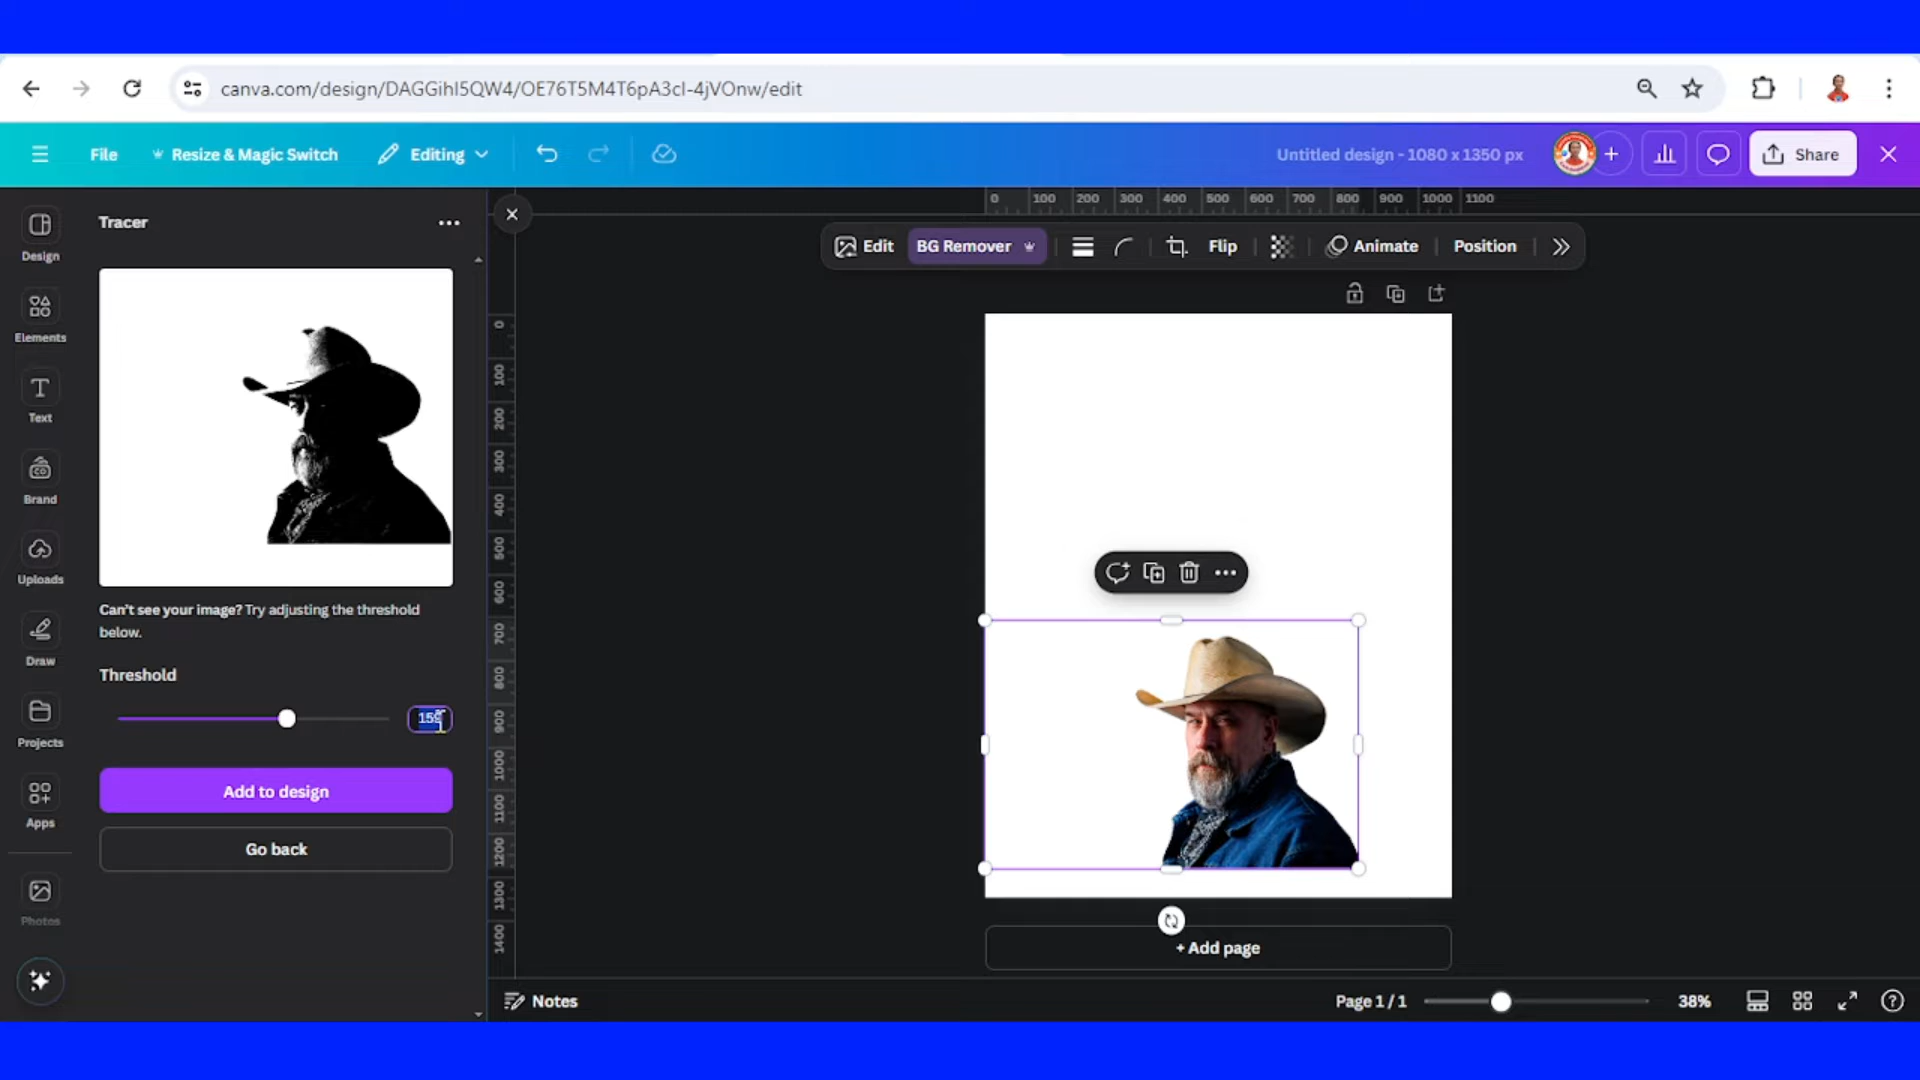 canva.com/design/DAGGihI5QW4/OE76T5M4T6pA3cI-4jVOnw/edit
File
Resize & Magic Switch
Editing
Untitled design - 1080 x 1350 px
Share
Design
Elements
Text
Brand
Uploads
Draw
Projects
Apps
Photos
Tracer
Can't see your image? Try adjusting the threshold
below.
Threshold
Add to design
Go back
0 100 200 300 400 500 600 700 800 900 1000 1100
Edit
BG Remover
Flip
Animate
Position
0
100
200
300
400
500
600
700
800
900
1000
1100
1200
1300
1400
+ Add page
Notes
Page 1 / 1
38%